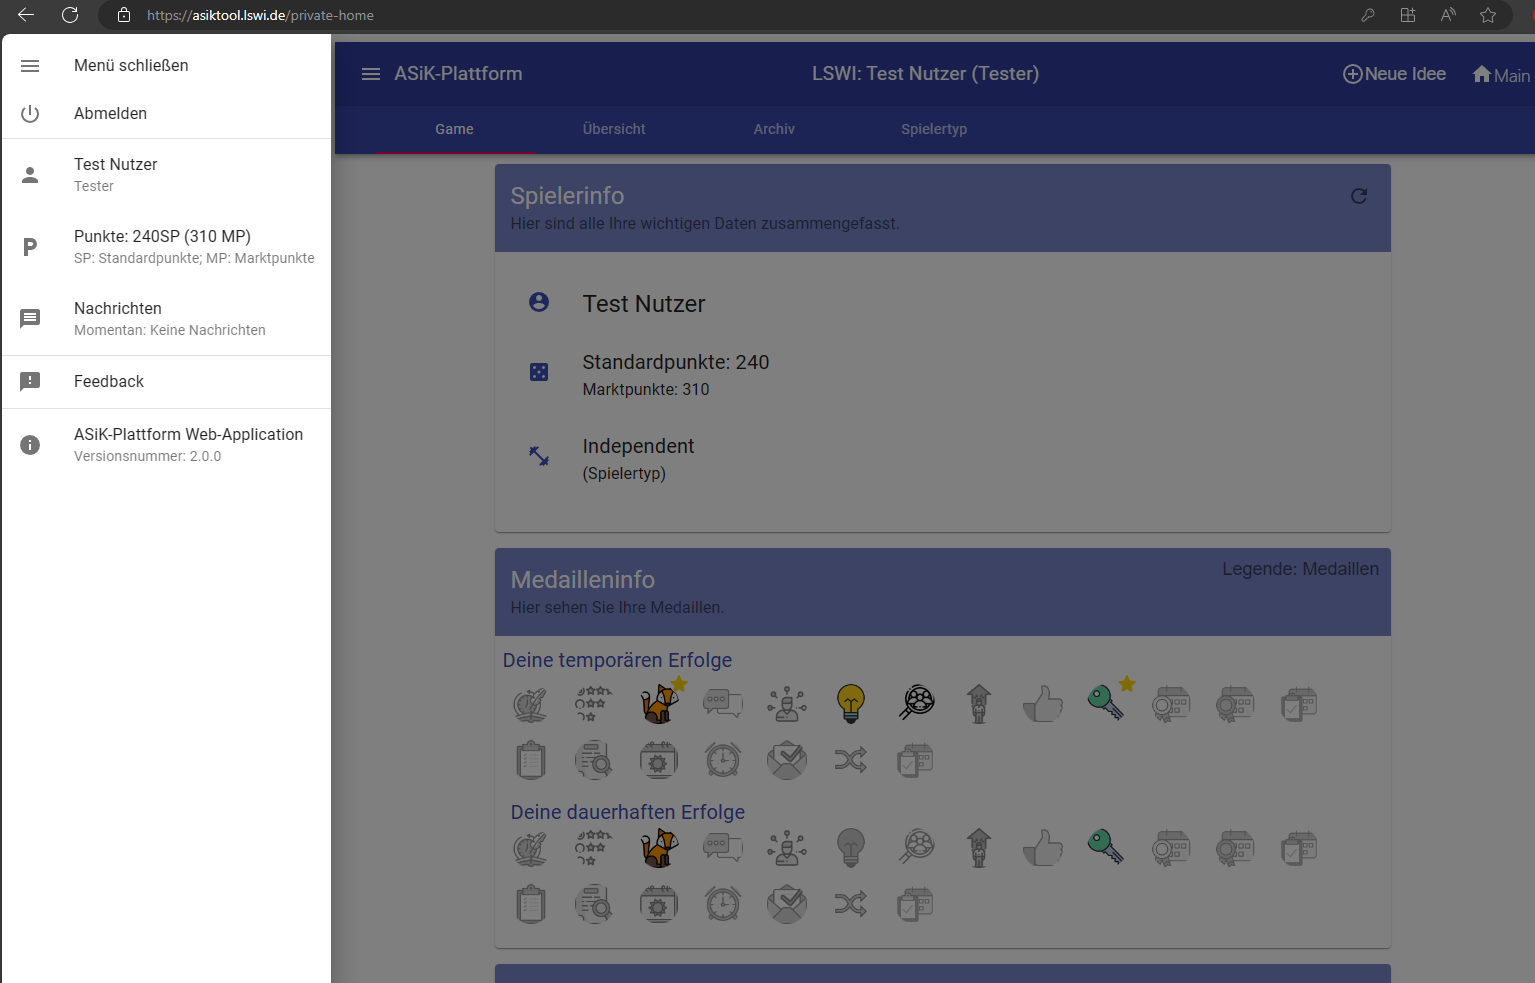 https://asiktool.lswi.de/private-home
Menü schließen
Abmelden
Test Nutzer
Tester
Punkte: 240SP (310 MP)
SP: Standardpunkte; MP: Marktpunkte
Nachrichten
Momentan: Keine Nachrichten
Feedback
ASiK-Plattform Web-Application
Versionsnummer: 2.0.0
ASiK-Plattform
LSWI: Test Nutzer (Tester)
Neue Idee
Main
Game
Übersicht
Archiv
Spielertyp
Spielerinfo
Hier sind alle Ihre wichtigen Daten zusammengefasst.
Test Nutzer
Standardpunkte: 240
Marktpunkte: 310
Independent
(Spielertyp)
Medailleninfo
Legende: Medaillen
Hier sehen Sie Ihre Medaillen.
Deine temporären Erfolge
Deine dauerhaften Erfolge